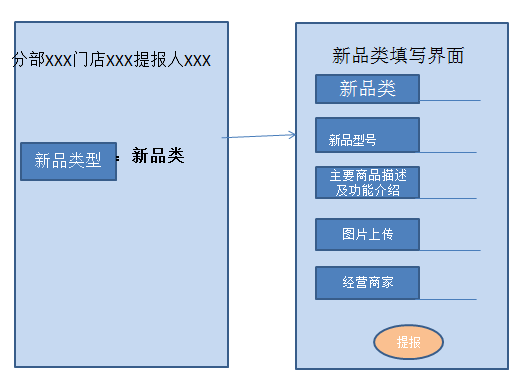 分部XXX门店XXX提报人XXX
新品类型：新品类
新品类填写界面
新品类
新品型号
主要商品描述
及功能介绍
图片上传
经营商家
提报